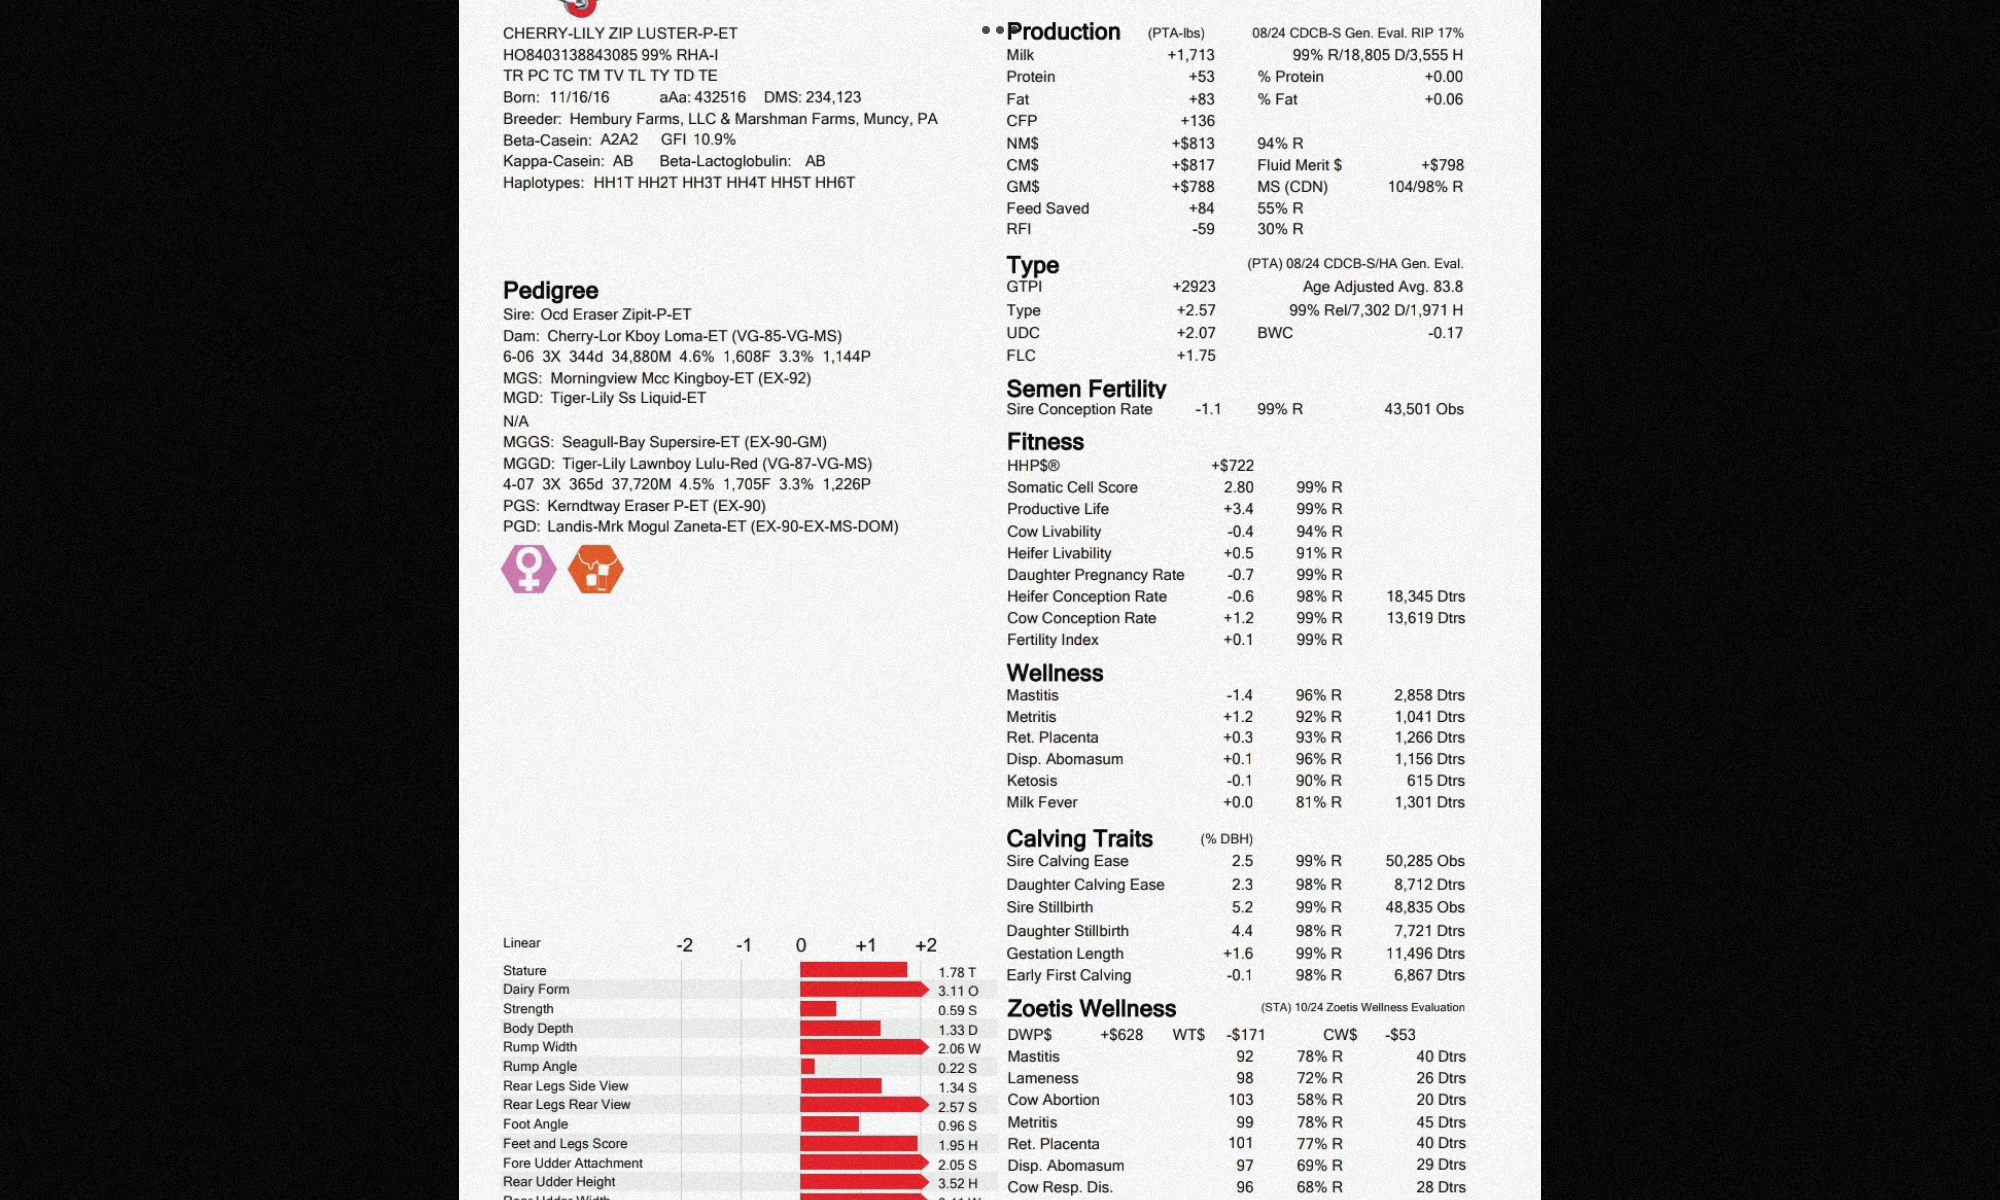 CHERRY-LILY ZIP LUSTER-P-ET
HO8403138843085 99% RHA-I
TR PC TC TM TV TL TY TD TE
Born: 11/16/16 aAa: 432516 DMS: 234,123
Breeder: Hembury Farms, LLC & Marshman Farms, Muncy, PA
Beta-Casein: A2A2 GFI 10.9%
Kappa-Casein: AB Beta-Lactoglobulin: AB
Haplotypes: HH1T HH2T HH3T HH4T HH5T HH6T
Pedigree
Sire: Ocd Eraser Zipit-P-ET
Dam: Cherry-Lor Kboy Loma-ET (VG-85-VG-MS)
6-06 3X 344d 34,880M 4.6% 1,608F 3.3% 1,144P
MGS: Morningview Mcc Kingboy-ET (EX-92)
MGD: Tiger-Lily Ss Liquid-ET
N/A
MGGS: Seagull-Bay Supersire-ET (EX-90-GM)
MGGD: Tiger-Lily Lawnboy Lulu-Red (VG-87-VG-MS)
4-07 3X 365d 37,720M 4.5% 1,705F 3.3% 1,226P
PGS: Kerndtway Eraser P-ET (EX-90)
PGD: Landis-Mrk Mogul Zaneta-ET (EX-90-EX-MS-DOM)
Linear -2 -1 0 +1 +2
Stature 1.78 T
Dairy Form 3.11 O
Strength 0.59 S
Body Depth 1.33 D
Rump Width 2.06 W
Rump Angle 0.22 S
Rear Legs Side View 1.34 S
Rear Legs Rear View 2.57 S
Foot Angle 0.96 S
Feet and Legs Score 1.95 H
Fore Udder Attachment 2.05 S
Rear Udder Height 3.52 H
Production (PTA-lbs) 08/24 CDCB-S Gen. Eval. RIP 17%
Milk +1,713 99% R/18,805 D/3,555 H
Protein +53 % Protein +0.00
Fat +83 % Fat +0.06
CFP +136
NM$ +$813 94% R
CM$ +$817 Fluid Merit $ +$798
GM$ +$788 MS (CDN) 104/98% R
Feed Saved +84 55% R
RFI -59 30% R
Type (PTA) 08/24 CDCB-S/HA Gen. Eval.
GTPI +2923 Age Adjusted Avg. 83.8
Type +2.57 99% Rel/7,302 D/1,971 H
UDC +2.07 BWC -0.17
FLC +1.75
Semen Fertility
Sire Conception Rate -1.1 99% R 43,501 Obs
Fitness
HHP$® +$722
Somatic Cell Score 2.80 99% R
Productive Life +3.4 99% R
Cow Livability -0.4 94% R
Heifer Livability +0.5 91% R
Daughter Pregnancy Rate -0.7 99% R
Heifer Conception Rate -0.6 98% R 18,345 Dtrs
Cow Conception Rate +1.2 99% R 13,619 Dtrs
Fertility Index +0.1 99% R
Wellness
Mastitis -1.4 96% R 2,858 Dtrs
Metritis +1.2 92% R 1,041 Dtrs
Ret. Placenta +0.3 93% R 1,266 Dtrs
Disp. Abomasum +0.1 96% R 1,156 Dtrs
Ketosis -0.1 90% R 615 Dtrs
Milk Fever +0.0 81% R 1,301 Dtrs
Calving Traits (% DBH)
Sire Calving Ease 2.5 99% R 50,285 Obs
Daughter Calving Ease 2.3 98% R 8,712 Dtrs
Sire Stillbirth 5.2 99% R 48,835 Obs
Daughter Stillbirth 4.4 98% R 7,721 Dtrs
Gestation Length +1.6 99% R 11,496 Dtrs
Early First Calving -0.1 98% R 6,867 Dtrs
Zoetis Wellness (STA) 10/24 Zoetis Wellness Evaluation
DWP$ +$628 WT$ -$171 CW$ -$53
Mastitis 92 78% R 40 Dtrs
Lameness 98 72% R 26 Dtrs
Cow Abortion 103 58% R 20 Dtrs
Metritis 99 78% R 45 Dtrs
Ret. Placenta 101 77% R 40 Dtrs
Disp. Abomasum 97 69% R 29 Dtrs
Cow Resp. Dis. 96 68% R 28 Dtrs